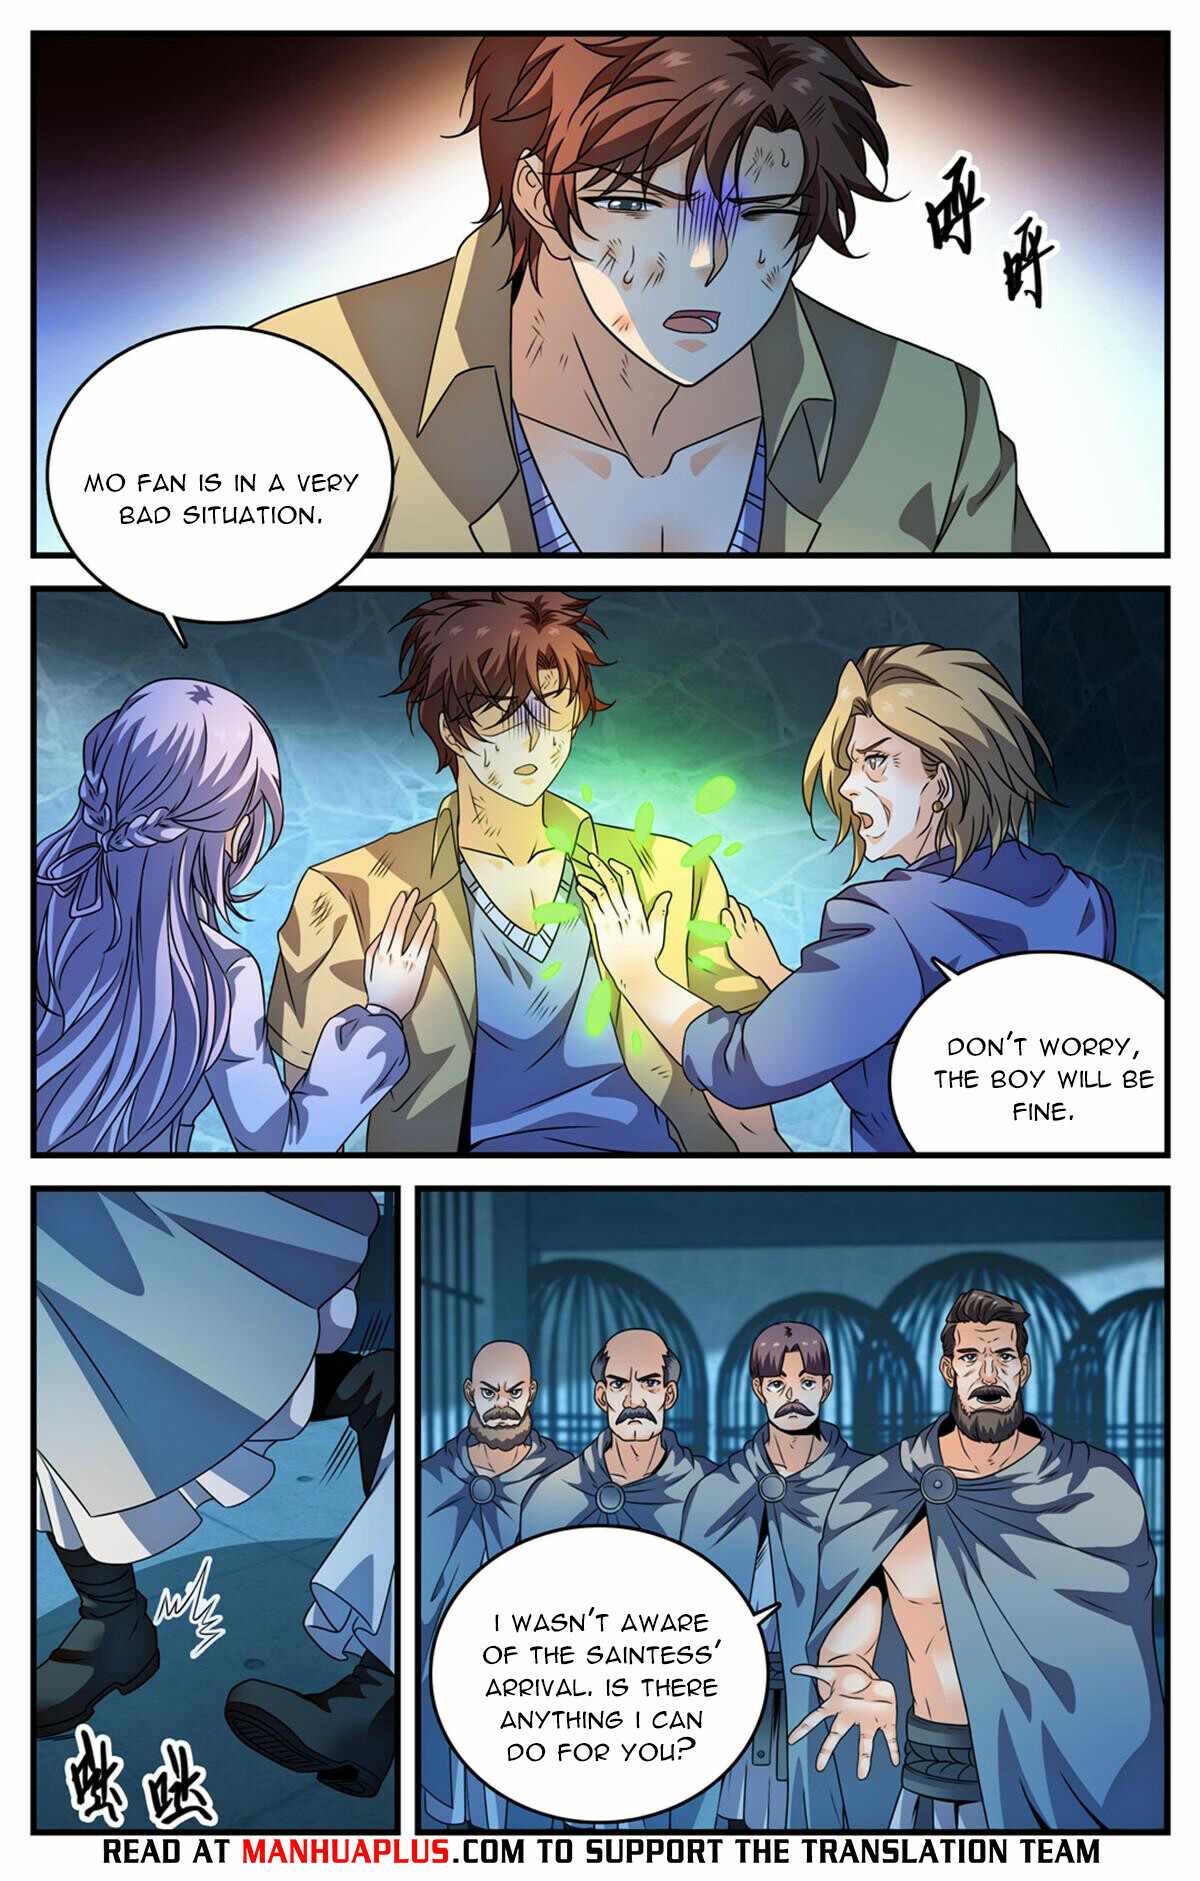 呼
呼
MO FAN IS IN A VERY
BAD SITUATION.
DON'T WORRY,
THE BOY WILL BE
FINE.
哒
哒
I WASN'T AWARE
OF THE SAINTESS'
ARRIVAL. IS THERE
ANYTHING I CAN
DO FOR YOU?
READ AT MANHUAPLUS.COM TO SUPPORT THE TRANSLATION TEAM